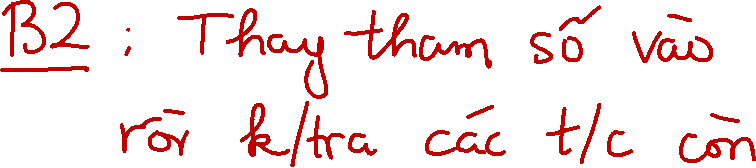 B2 : Thay tham số vào
rồi k/tra các t/c còn